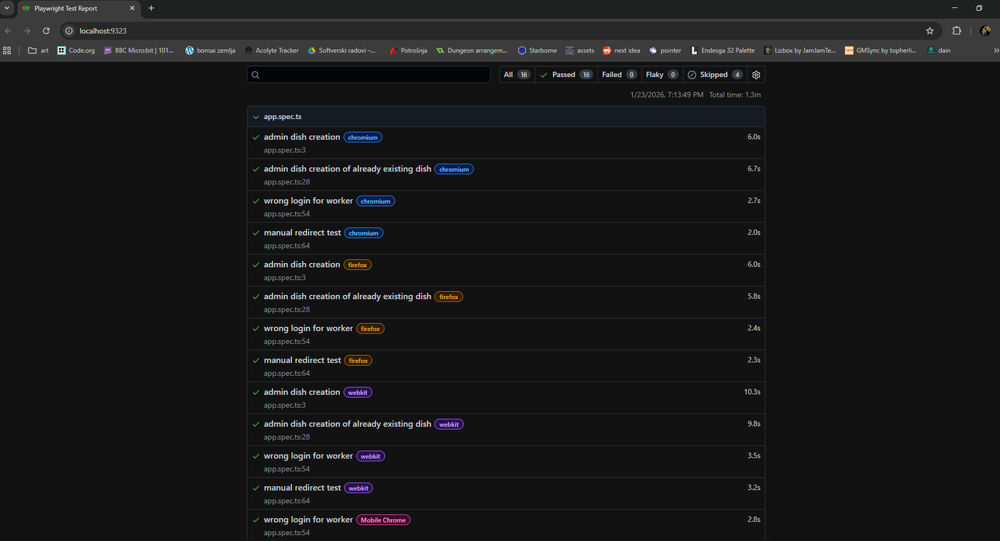 Playwright Test Report
localhost:9323
art
Code.org
BBC Micro:bit | 101...
bonsai zemlja
Acolyte Tracker
Softverski radovi –...
Potrošnja
Dungeon arrangem...
Starborne
assets
next idea
pointer
Endesga 32 Palette
Lizbox by JamJamTe...
GMSync by topherli...
dain
All 16 Passed 16 Failed 0 Flaky 0 Skipped 4
1/23/2026, 7:13:49 PM Total time: 1.3m
app.spec.ts
admin dish creation chromium 6.0s
app.spec.ts:3
admin dish creation of already existing dish chromium 6.7s
app.spec.ts:28
wrong login for worker chromium 2.7s
app.spec.ts:54
manual redirect test chromium 2.0s
app.spec.ts:64
admin dish creation firefox 6.0s
app.spec.ts:3
admin dish creation of already existing dish firefox 5.8s
app.spec.ts:28
wrong login for worker firefox 2.4s
app.spec.ts:54
manual redirect test firefox 2.3s
app.spec.ts:64
admin dish creation webkit 10.3s
app.spec.ts:3
admin dish creation of already existing dish webkit 9.8s
app.spec.ts:28
wrong login for worker webkit 3.5s
app.spec.ts:54
manual redirect test webkit 3.2s
app.spec.ts:64
wrong login for worker Mobile Chrome 2.8s
app.spec.ts:54